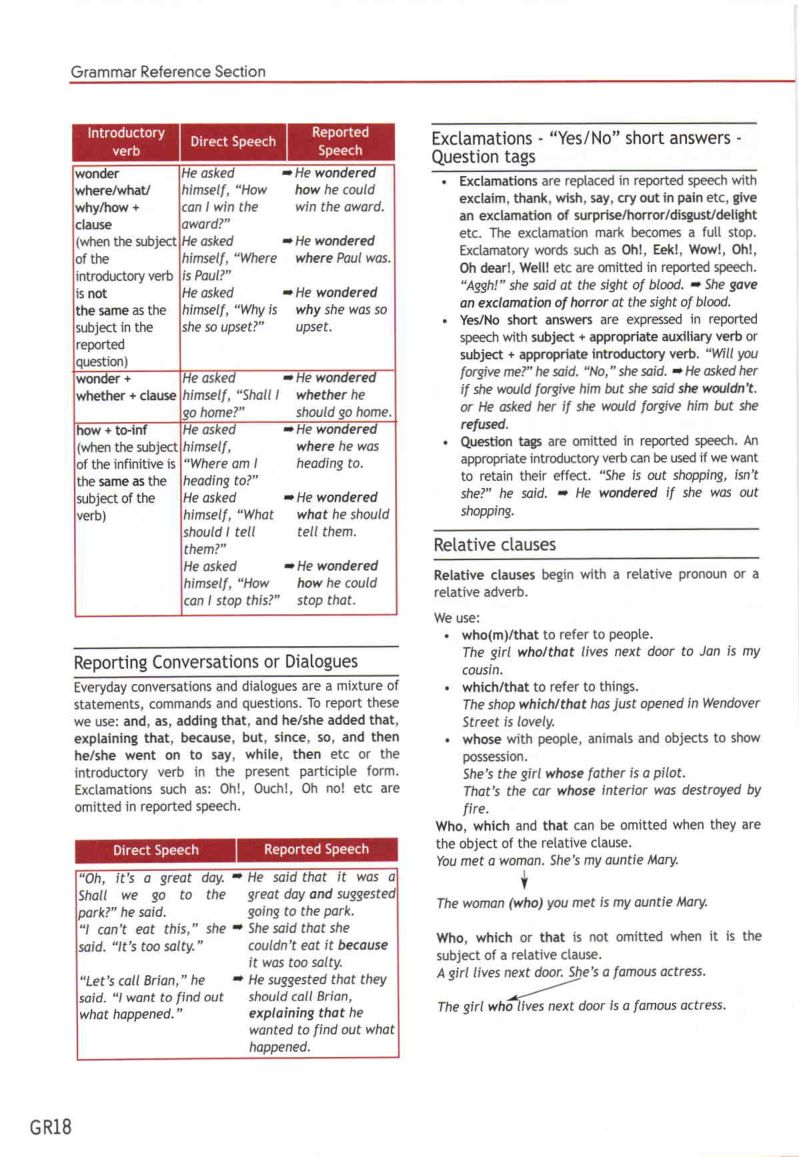 Grammar Reference Section
Introductory
verb
Direct Speech
Reported
Speech
wonder
where/what/
why/how +
clause
(when the subject
of the
introductory verb
is not
the same as the
subject in the
reported
question)
He asked
himself, "How
can I win the
award?"
He asked
himself, "Where
is Paul?"
He asked
himself, "Why is
she so upset?"
➡ He wondered
how he could
win the award.
➡ He wondered
where Paul was.
➡ He wondered
why she was so
upset.
wonder +
whether + clause
He asked
himself, "Shall I
go home?"
➡ He wondered
whether he
should go home.
how + to-inf
(when the subject
of the infinitive is
the same as the
subject of the
verb)
He asked
himself,
"Where am I
heading to?"
He asked
himself, "What
should I tell
them?"
He asked
himself, "How
can I stop this?"
➡ He wondered
where he was
heading to.
➡ He wondered
what he should
tell them.
➡ He wondered
how he could
stop that.
Reporting Conversations or Dialogues
Everyday conversations and dialogues are a mixture of
statements, commands and questions. To report these
we use: and, as, adding that, and he/she added that,
explaining that, because, but, since, so, and then
he/she went on to say, while, then etc or the
introductory verb in the present participle form.
Exclamations such as: Oh!, Ouch!, Oh no! etc are
omitted in reported speech.
Direct Speech
Reported Speech
"Oh, it's a great day.
Shall we go to the
park?" he said.
➡ He said that it was a
great day and suggested
going to the park.
"I can't eat this," she
said. "It's too salty."
➡ She said that she
couldn't eat it because
it was too salty.
"Let's call Brian," he
said. "I want to find out
what happened."
➡ He suggested that they
should call Brian,
explaining that he
wanted to find out what
happened.
Exclamations - "Yes/No" short answers -
Question tags
• Exclamations are replaced in reported speech with
exclaim, thank, wish, say, cry out in pain etc, give
an exclamation of surprise/horror/disgust/delight
etc. The exclamation mark becomes a full stop.
Exclamatory words such as Oh!, Eek!, Wow!, Oh!,
Oh dear!, Well! etc are omitted in reported speech.
"Aggh!" she said at the sight of blood. ➡ She gave
an exclamation of horror at the sight of blood.
• Yes/No short answers are expressed in reported
speech with subject + appropriate auxiliary verb or
subject + appropriate introductory verb. "Will you
forgive me?" he said. "No," she said. ➡ He asked her
if she would forgive him but she said she wouldn't.
or He asked her if she would forgive him but she
refused.
• Question tags are omitted in reported speech. An
appropriate introductory verb can be used if we want
to retain their effect. "She is out shopping, isn't
she?" he said. ➡ He wondered if she was out
shopping.
Relative clauses
Relative clauses begin with a relative pronoun or a
relative adverb.
We use:
• who(m)/that to refer to people.
The girl who/that lives next door to Jan is my
cousin.
• which/that to refer to things.
The shop which/that has just opened in Wendover
Street is lovely.
• whose with people, animals and objects to show
possession.
She's the girl whose father is a pilot.
That's the car whose interior was destroyed by
fire.
Who, which and that can be omitted when they are
the object of the relative clause.
You met a woman. She's my auntie Mary.
The woman (who) you met is my auntie Mary.
Who, which or that is not omitted when it is the
subject of a relative clause.
A girl lives next door. She's a famous actress.
The girl who lives next door is a famous actress.
GR18